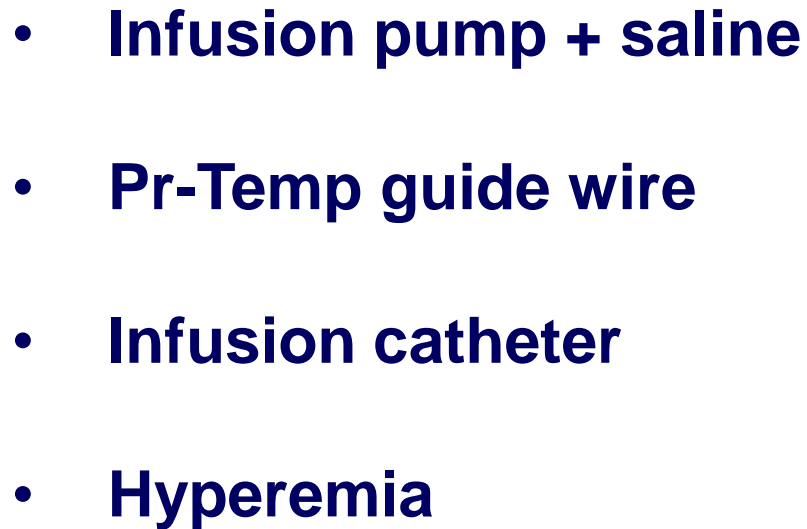 • Infusion pump + saline
• Pr-Temp guide wire
• Infusion catheter
• Hyperemia